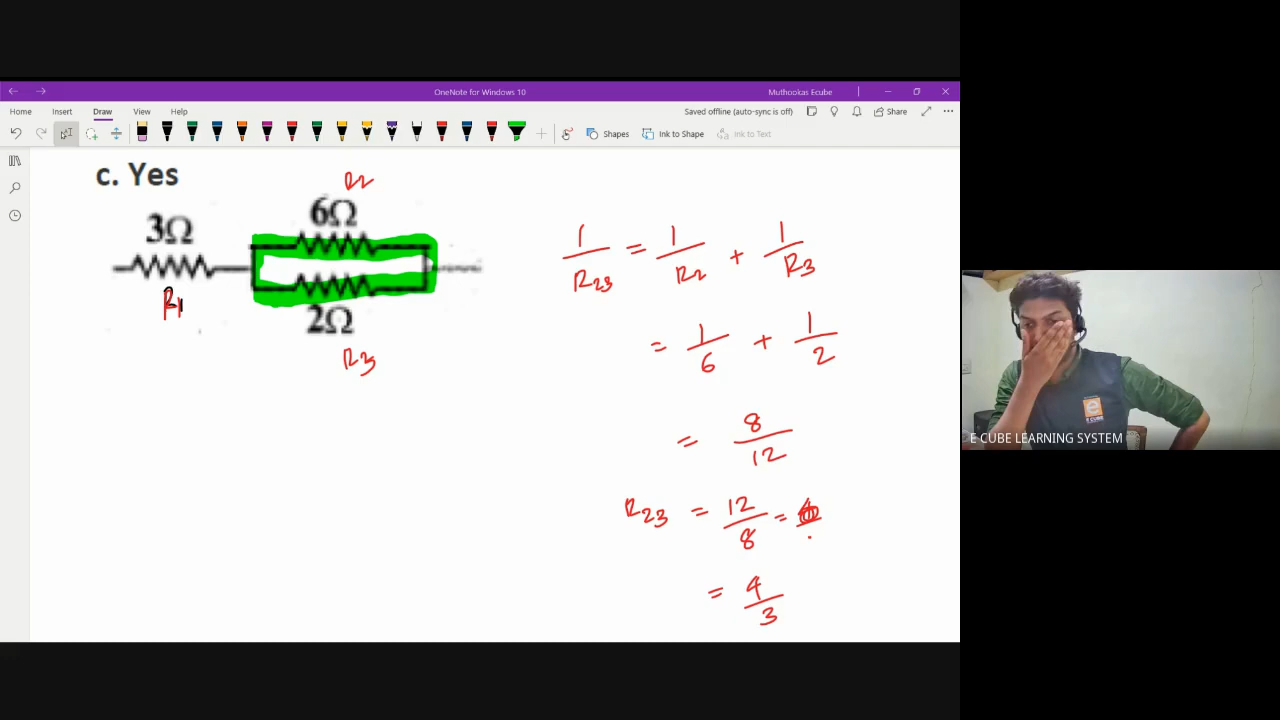 OneNote for Windows 10
Muthookas Ecube
Home Insert Draw View Help
Saved offline (auto-sync is off)
Share
Shapes
Ink to Shape
Ink to Text
c. Yes
R2
6Ω
3Ω
R1
2Ω
R3
1/R23 = 1/R2 + 1/R3
= 1/6 + 1/2
= 8/12
R23 = 12/8 =
= 4/3
E CUBE
E CUBE LEARNING SYSTEM